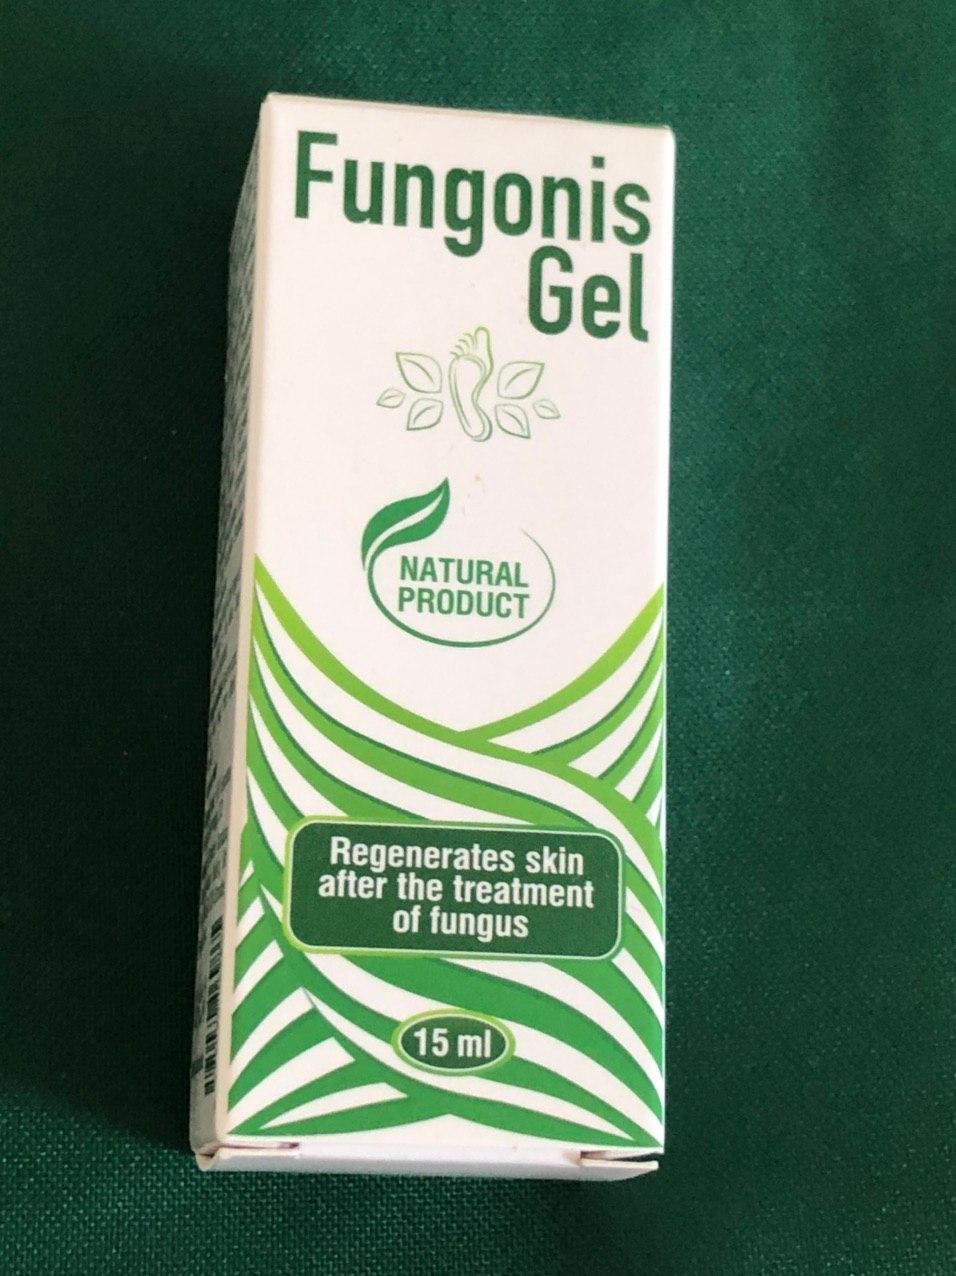 Fungonis
Gel
NATURAL
PRODUCT
Regenerates skin
after the treatment
of fungus
15 ml